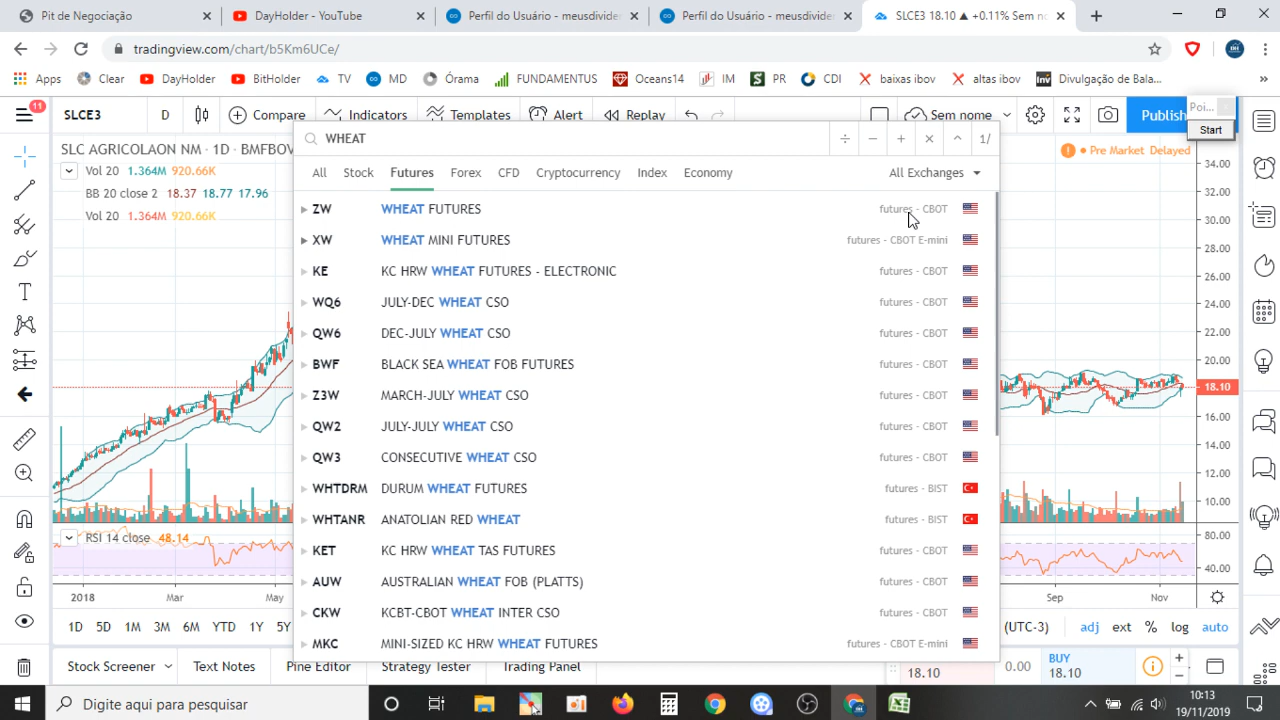 Pit de Negociação
DayHolder - YouTube
Perfil do Usuário - meusdividen
Perfil do Usuário - meusdividen
SLCE3 18.10 ▲ +0.11% Sem no
tradingview.com/chart/b5Km6UCe/
Apps Clear DayHolder BitHolder TV MD Órama FUNDAMENTUS Oceans14 IM PR CDI baixas ibov altas ibov Divulgação de Bala... »
11
SLCE3 D Compare Indicators Templates Alert Replay Sem nome Publish
Poi... x
Start
WHEAT ÷ − + × ^ 1/
SLC AGRICOLAON NM · 1D · BMFBOV
Pre Market Delayed
Vol 20 1.364M 920.66K
BB 20 close 2 18.37 18.77 17.96
Vol 20 1.364M 920.66K
All Stock Futures Forex CFD Cryptocurrency Index Economy All Exchanges
ZW WHEAT FUTURES futures - CBOT
XW WHEAT MINI FUTURES futures - CBOT E-mini
KE KC HRW WHEAT FUTURES - ELECTRONIC futures - CBOT
WQ6 JULY-DEC WHEAT CSO futures - CBOT
QW6 DEC-JULY WHEAT CSO futures - CBOT
BWF BLACK SEA WHEAT FOB FUTURES futures - CBOT
Z3W MARCH-JULY WHEAT CSO futures - CBOT
QW2 JULY-JULY WHEAT CSO futures - CBOT
QW3 CONSECUTIVE WHEAT CSO futures - CBOT
WHTDRM DURUM WHEAT FUTURES futures - BIST
WHTANR ANATOLIAN RED WHEAT futures - BIST
KET KC HRW WHEAT TAS FUTURES futures - CBOT
AUW AUSTRALIAN WHEAT FOB (PLATTS) futures - CBOT
CKW KCBT-CBOT WHEAT INTER CSO futures - CBOT
MKC MINI-SIZED KC HRW WHEAT FUTURES futures - CBOT E-mini
34.00
32.00
30.00
28.00
26.00
24.00
22.00
20.00
18.10
16.00
14.00
12.00
10.00
RSI 14 close 48.14
80.00
40.00
2018 Mar May Sep Nov
1D 5D 1M 3M 6M YTD 1Y 5Y (UTC-3) adj ext % log auto
Stock Screener Text Notes Pine Editor Strategy Tester Trading Panel
18.10 0.00 BUY
18.10
Digite aqui para pesquisar
10:13
19/11/2019